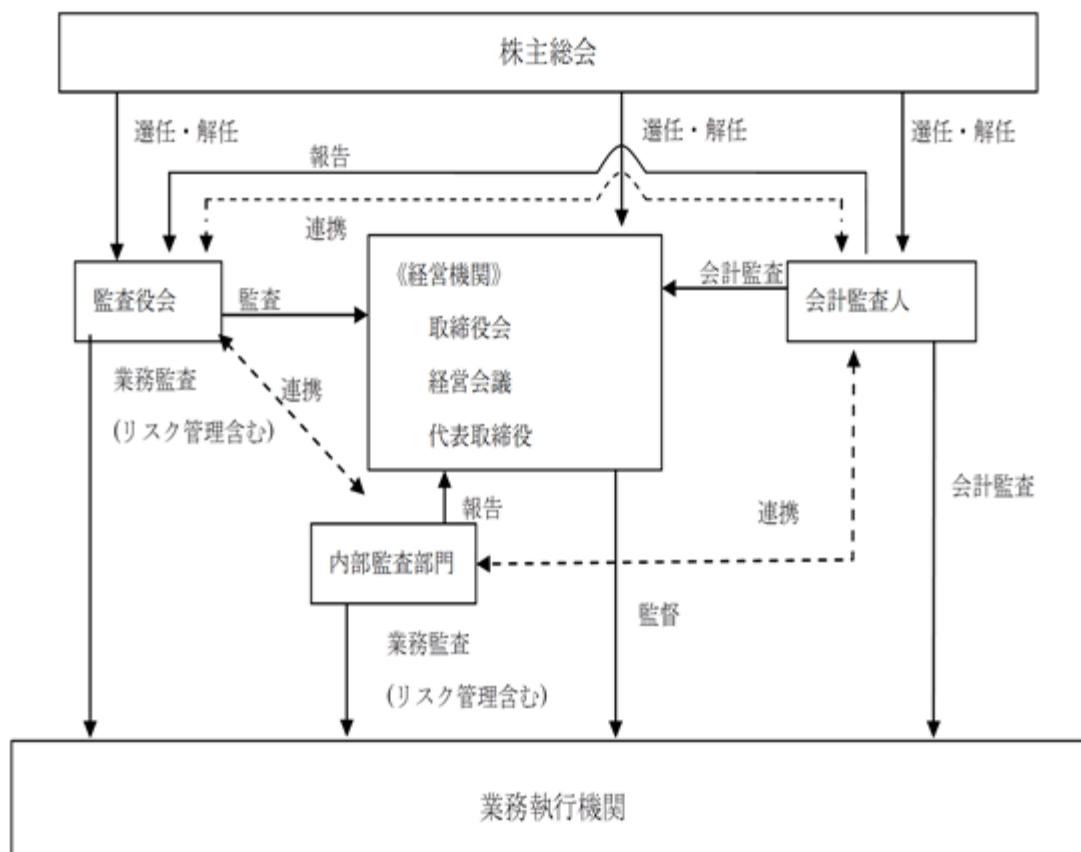 株主総会
選任・解任
選任・解任
選任・解任
報告
連携
《経営機関》
取締役会
経営会議
代表取締役
監査役会
監査
会計監査
会計監査人
業務監査
(リスク管理含む)
連携
報告
連携
会計監査
内部監査部門
業務監査
(リスク管理含む)
監督
業務執行機関